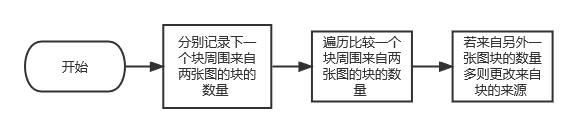 开始
分别记录下一
个块周围来自
两张图的块的
数量
遍历比较一个
块周围来自两
张图的块的数
量
若来自另外一
张图块的数量
多则更改来自
块的来源